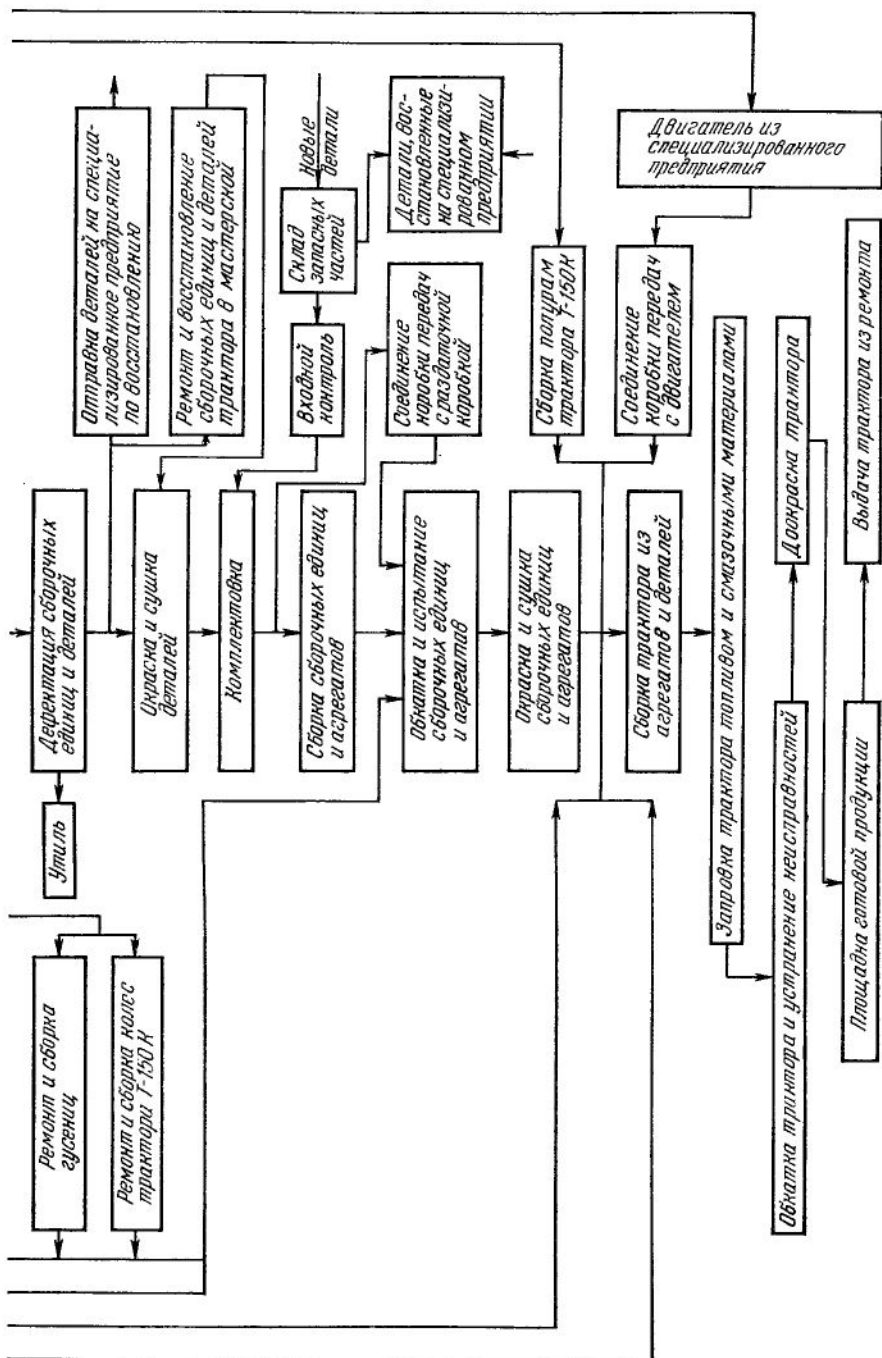 Двигатель из
специализированного
предприятия
Отправка деталей на специа-
лизированное предприятие
по восстановлению
Ремонт и восстановление
сборочных единиц и деталей
трактора в мастерской
Новые
детали
Склад
запасных
частей
Входной
контроль
Детали, вос-
становленные
на специализи-
рованном
предприятии
Соединение
коробки передач
с раздаточной
коробкой
Сборка полурам
трактора Т-150К
Соединение
коробки передач
с двигателем
Дефектация сборочных
единиц и деталей
Утиль
Окраска и сушка
деталей
Комплектовка
Сборка сборочных единиц
и агрегатов
Обкатка и испытание
сборочных единиц
и агрегатов
Окраска и сушка
сборочных единиц
и агрегатов
Сборка трактора из
агрегатов и деталей
Заправка трактора топливом и смазочными материалами
Обкатка трактора и устранение неисправностей
Доокраска трактора
Площадка готовой продукции
Выдача трактора из ремонта
Ремонт и сборка
гусениц
Ремонт и сборка колес
трактора Т-150К